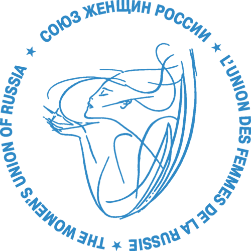 СОЮЗ ЖЕНЩИН РОССИИ
L'UNION DES FEMMES DE LA RUSSIE
THE WOMEN'S UNION OF RUSSIA